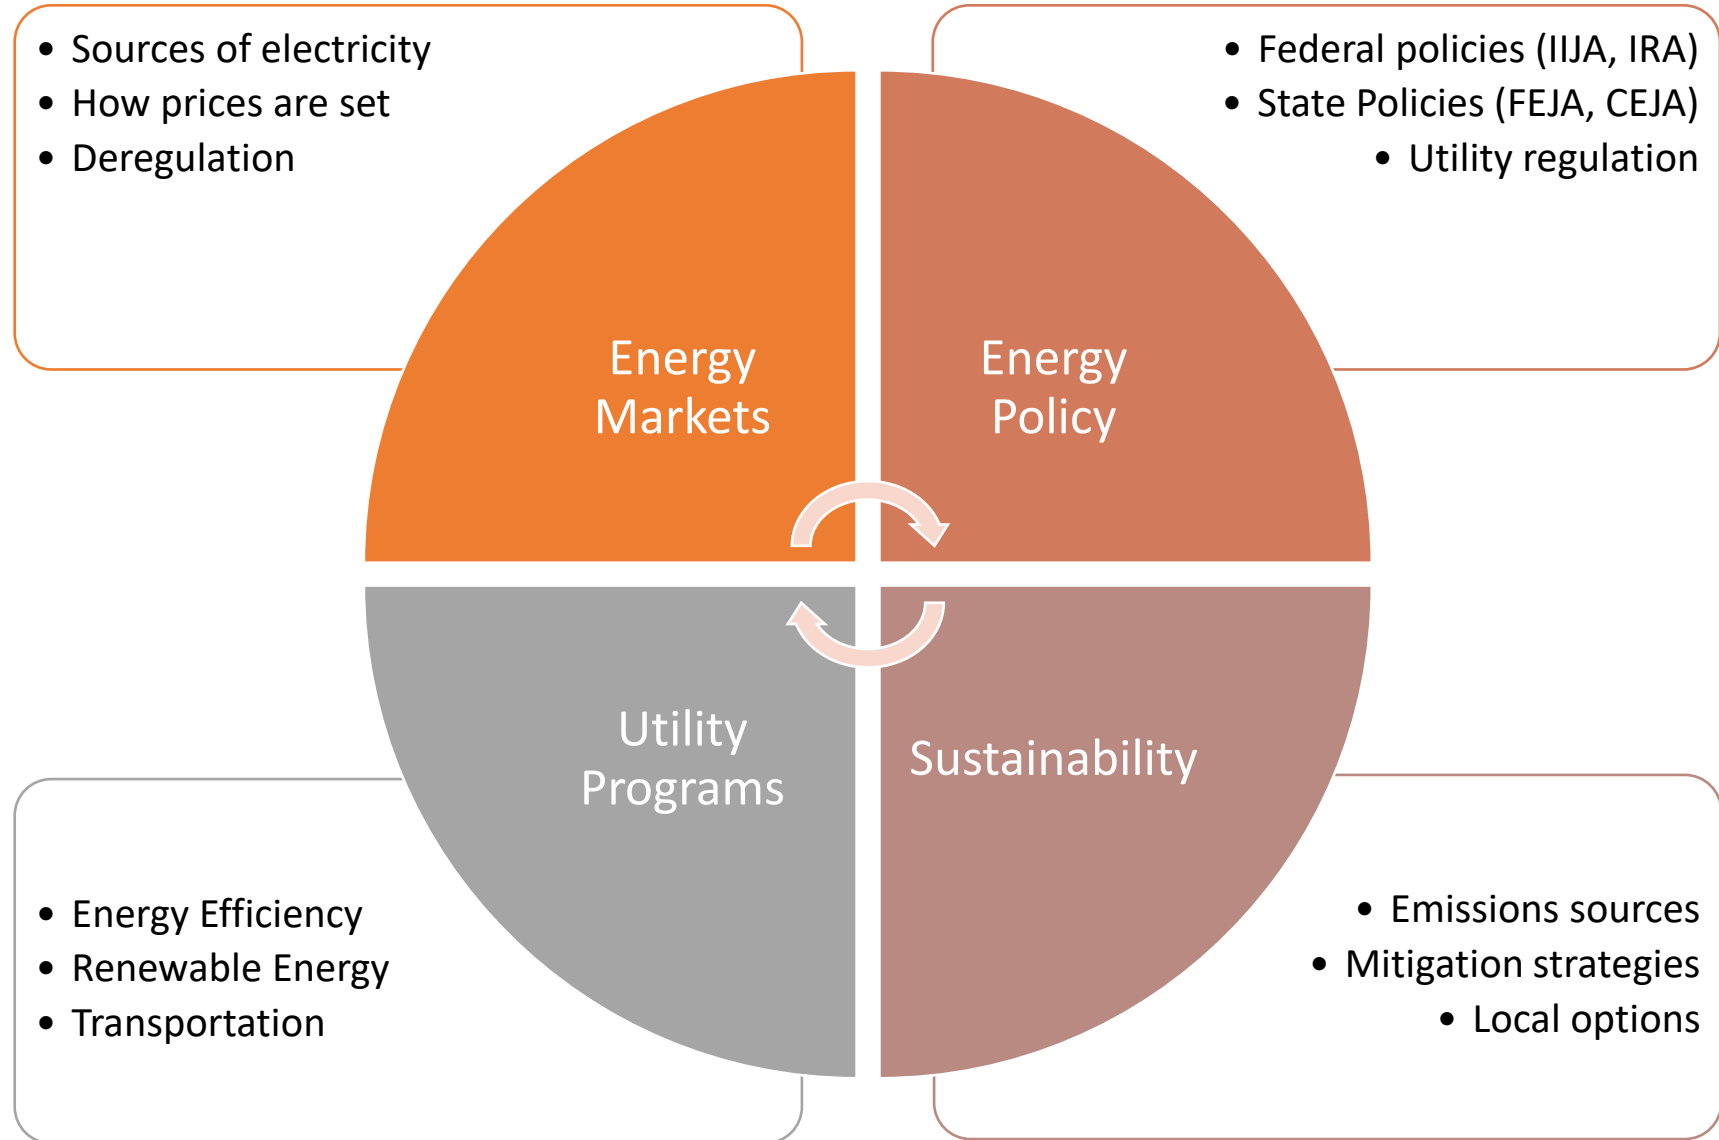 • Sources of electricity
• How prices are set
• Deregulation
• Federal policies (IIJA, IRA)
• State Policies (FEJA, CEJA)
• Utility regulation
Energy
Markets
Energy
Policy
Utility
Programs
Sustainability
• Energy Efficiency
• Renewable Energy
• Transportation
• Emissions sources
• Mitigation strategies
• Local options